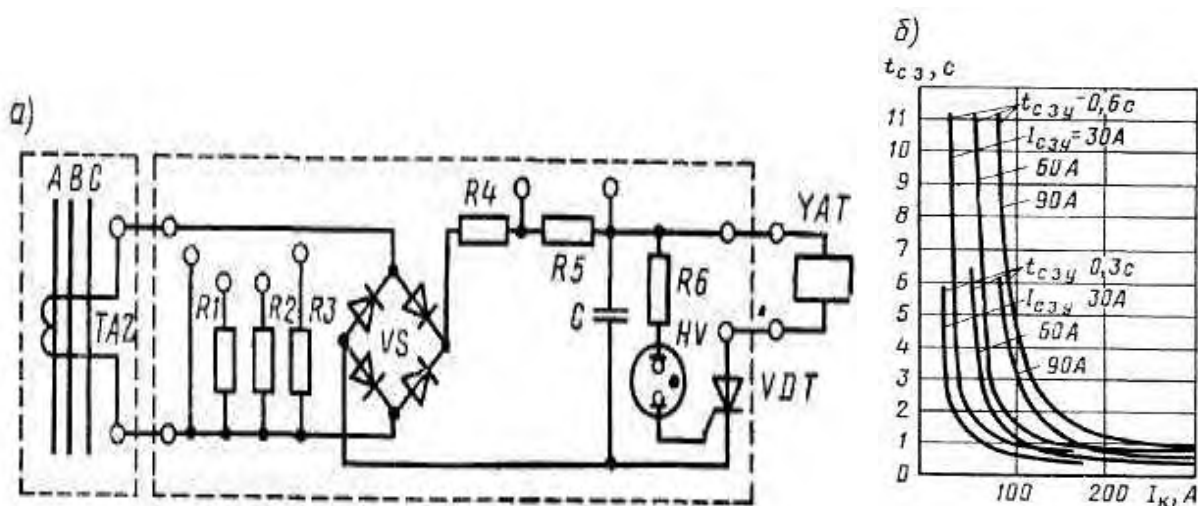 а)
A B C
TA2
R1
R2
R3
VS
R4
R5
C
R6
HV
VDT
YAT
б)
tс з, с
11
10
9
8
7
6
5
4
3
2
1
0
tсзу -0,6с
Iсзу=30А
60А
90А
tсзу 0,3с
Iсзу 30А
60А
90А
100
200
Iк, А